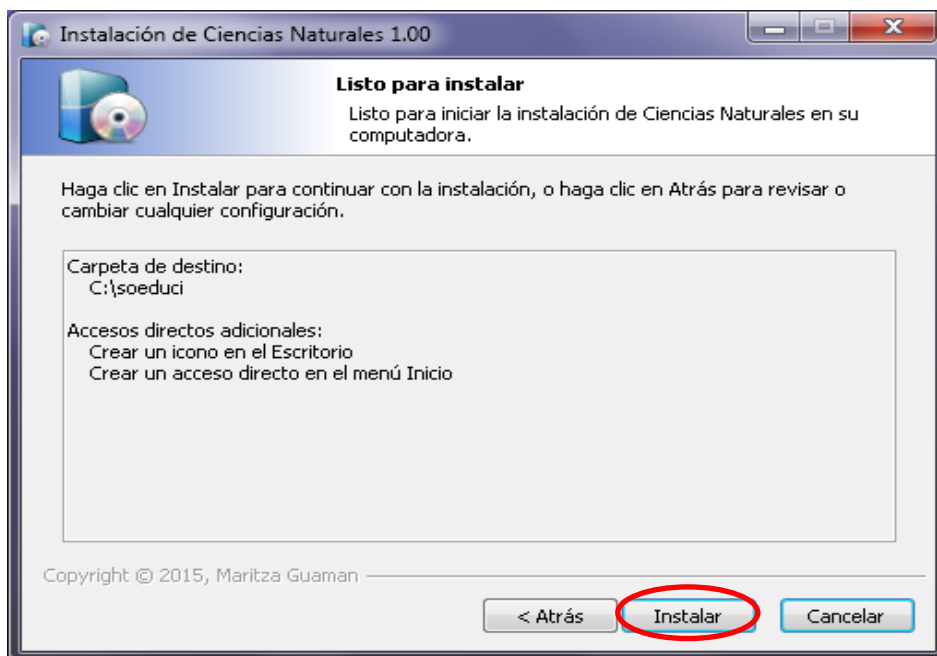 Instalación de Ciencias Naturales 1.00
Listo para instalar
Listo para iniciar la instalación de Ciencias Naturales en su
computadora.
Haga clic en Instalar para continuar con la instalación, o haga clic en Atrás para revisar o
cambiar cualquier configuración.
Carpeta de destino:
C:\soeduci
Accesos directos adicionales:
Crear un icono en el Escritorio
Crear un acceso directo en el menú Inicio
Copyright © 2015, Maritza Guaman
< Atrás Instalar Cancelar